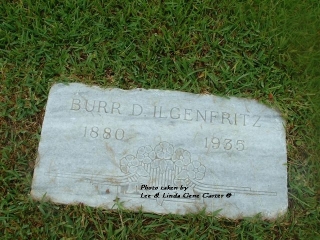 BURR D. ILGENFRITZ
1880 1935
Photo taken by
Lee & Linda Gene Carter ©